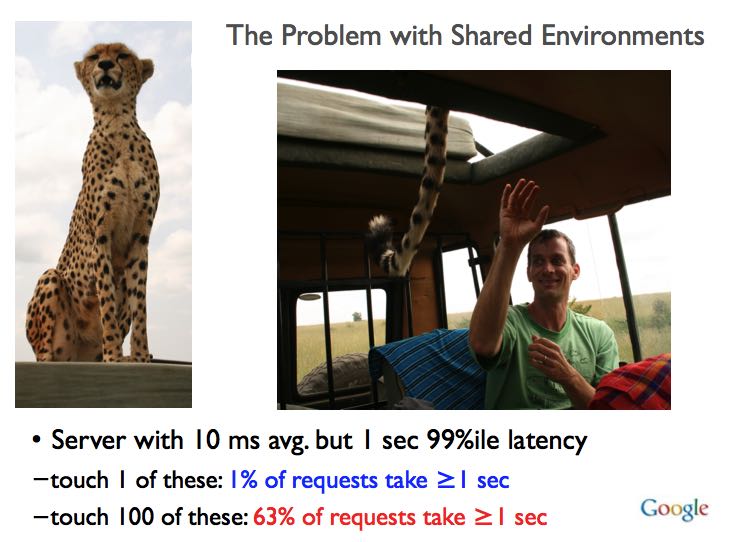 The Problem with Shared Environments
• Server with 10 ms avg. but 1 sec 99%ile latency
–touch 1 of these: 1% of requests take ≥1 sec
–touch 100 of these: 63% of requests take ≥1 sec
Google